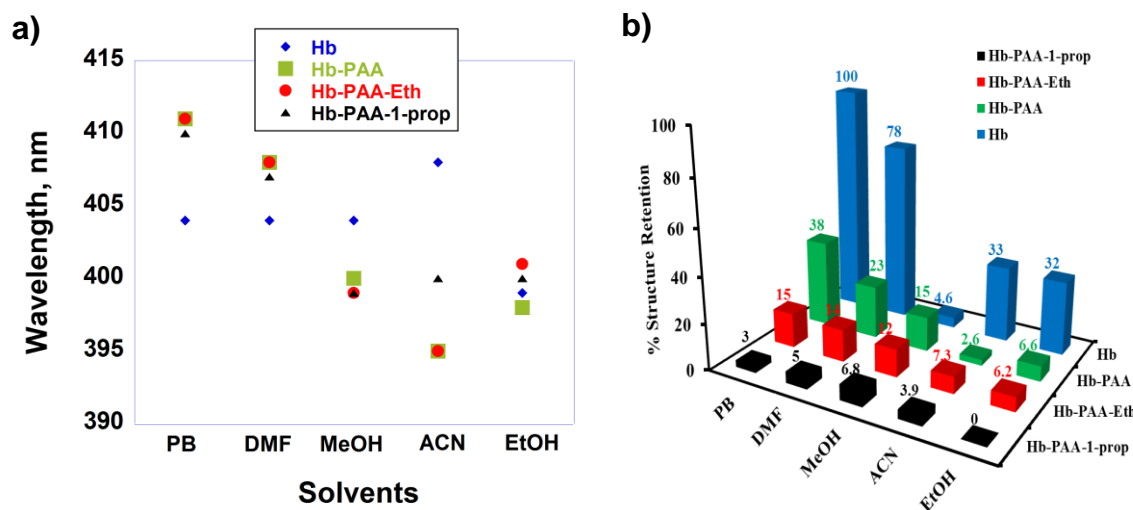 a)
Hb
Hb-PAA
Hb-PAA-Eth
Hb-PAA-1-prop
415
410
405
400
395
390
Wavelength, nm
PB DMF MeOH ACN EtOH
Solvents
b)
Hb-PAA-1-prop
Hb-PAA-Eth
Hb-PAA
Hb
100
80
60
40
20
0
% Structure Retention
100
78
4.6
33
32
38
23
15
2.6
6.6
15
12
7.3
6.2
3
5
6.8
3.9
0
PB
DMF
MeOH
ACN
EtOH
Hb
Hb-PAA
Hb-PAA-Eth
Hb-PAA-1-prop